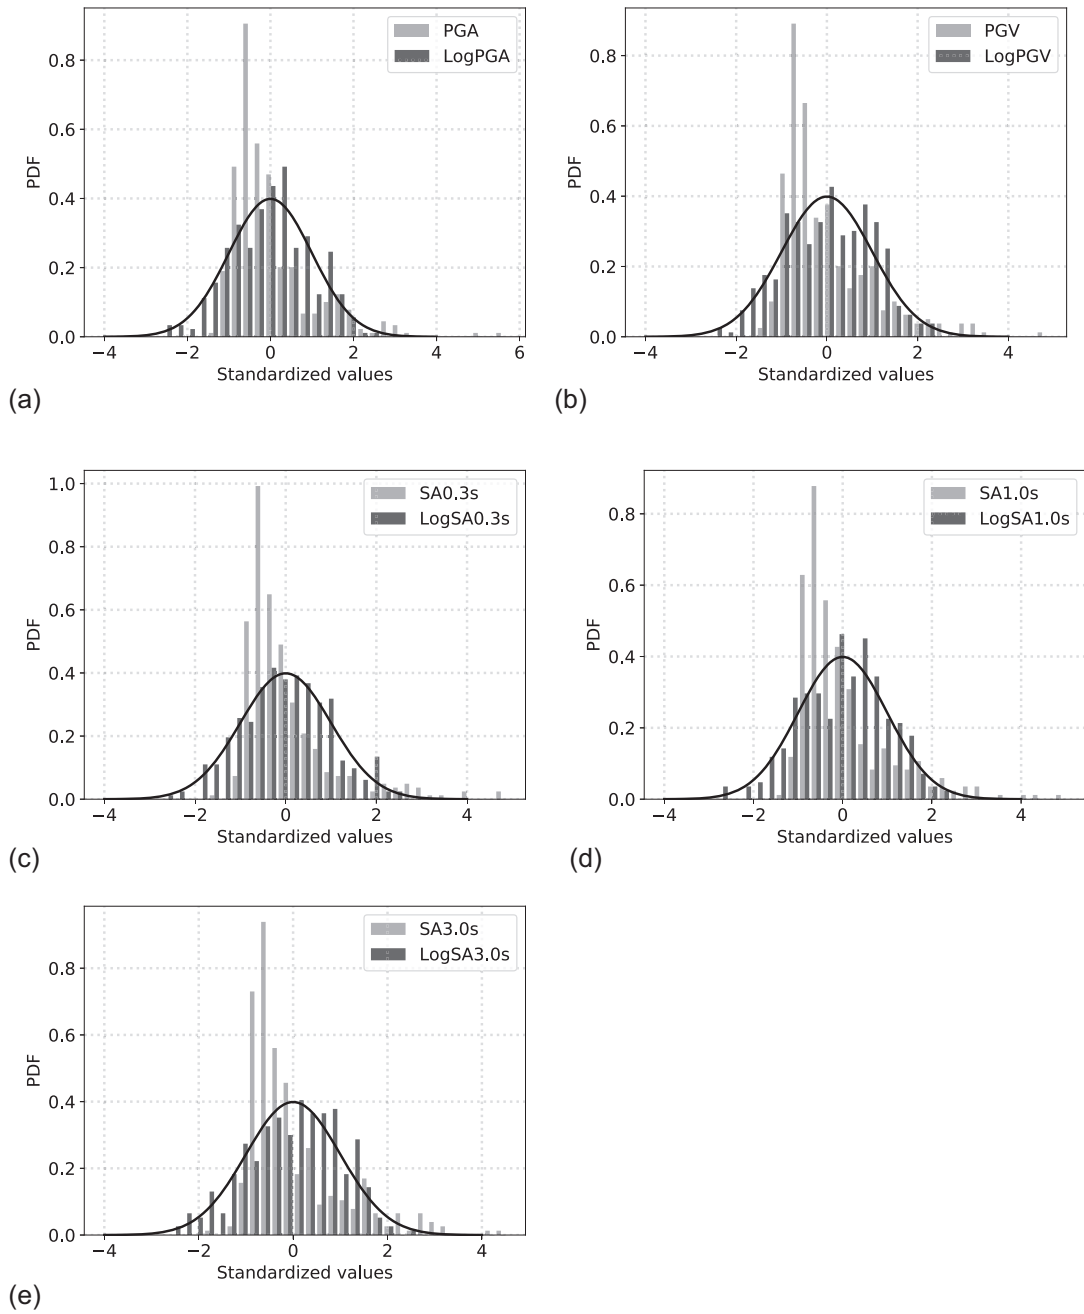 PGA
LogPGA
0.8
0.6
0.4
0.2
0.0
PDF
−4 −2 0 2 4 6
Standardized values
(a)
PGV
LogPGV
0.8
0.6
0.4
0.2
0.0
PDF
−4 −2 0 2 4
Standardized values
(b)
SA0.3s
LogSA0.3s
1.0
0.8
0.6
0.4
0.2
0.0
PDF
−4 −2 0 2 4
Standardized values
(c)
SA1.0s
LogSA1.0s
0.8
0.6
0.4
0.2
0.0
PDF
−4 −2 0 2 4
Standardized values
(d)
SA3.0s
LogSA3.0s
0.8
0.6
0.4
0.2
0.0
PDF
−4 −2 0 2 4
Standardized values
(e)